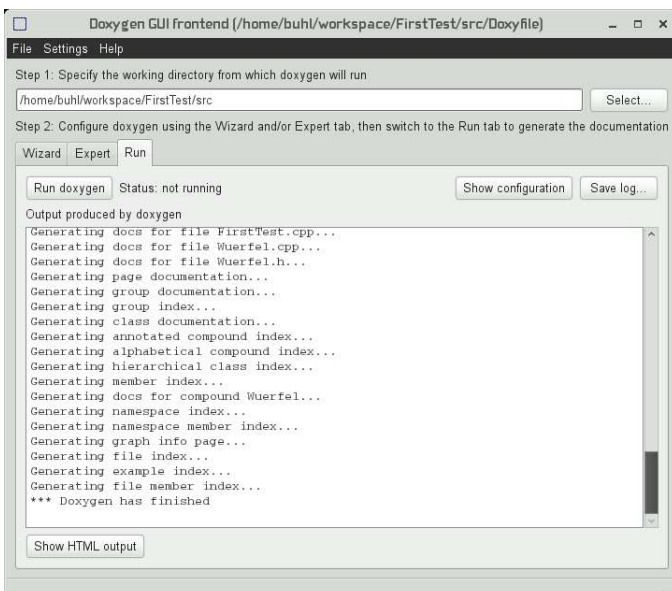 Doxygen GUI frontend (/home/buhl/workspace/FirstTest/src/Doxyfile)
File Settings Help
Step 1: Specify the working directory from which doxygen will run
/home/buhl/workspace/FirstTest/src Select...
Step 2: Configure doxygen using the Wizard and/or Expert tab, then switch to the Run tab to generate the documentation
Wizard Expert Run
Run doxygen Status: not running Show configuration Save log...
Output produced by doxygen
Generating docs for file FirstTest.cpp...
Generating docs for file Wuerfel.cpp...
Generating docs for file Wuerfel.h...
Generating page documentation...
Generating group documentation...
Generating group index...
Generating class documentation...
Generating annotated compound index...
Generating alphabetical compound index...
Generating hierarchical class index...
Generating member index...
Generating docs for compound Wuerfel...
Generating namespace index...
Generating namespace member index...
Generating graph info page...
Generating file index...
Generating example index...
Generating file member index...
*** Doxygen has finished
Show HTML output